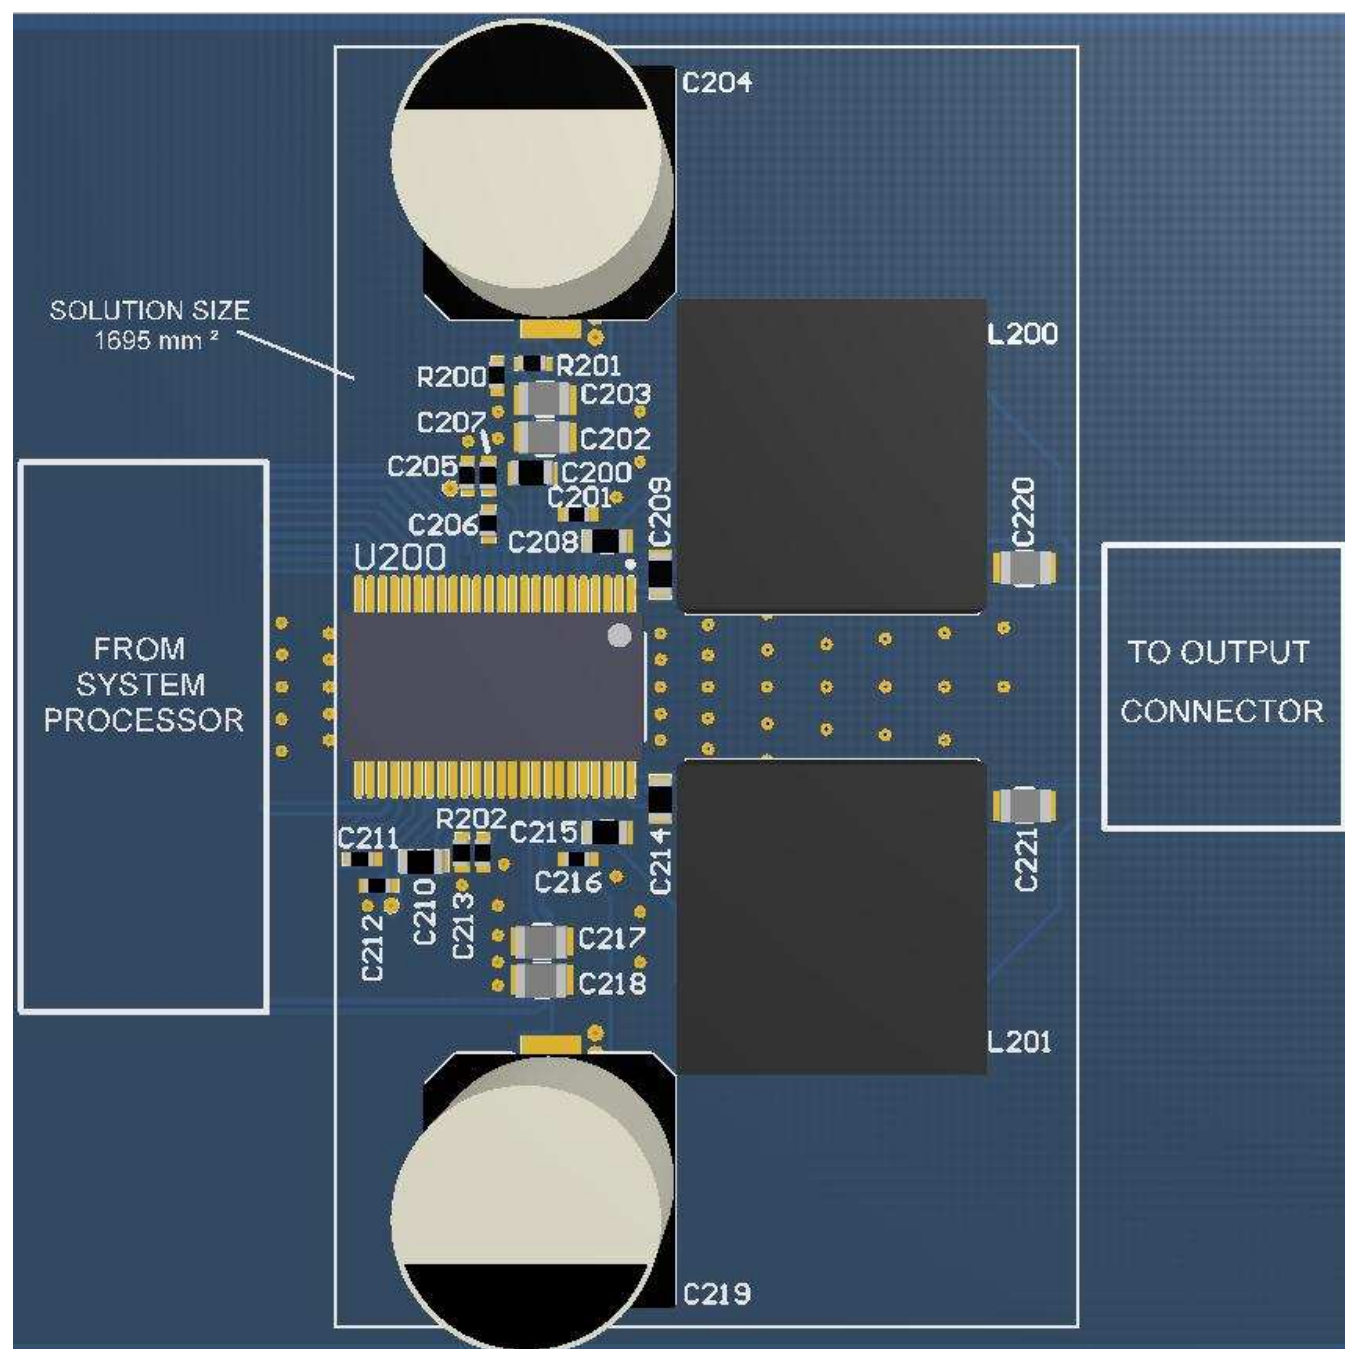 C204
SOLUTION SIZE
1695 mm ²
L200
R200
R201
C203
C207
C202
C205
C200
C201
C209
C220
C206
C208
U200
FROM
SYSTEM
PROCESSOR
TO OUTPUT
CONNECTOR
R202
C211
C215
C214
C221
C216
C210
C213
C212
C217
C218
L201
C219